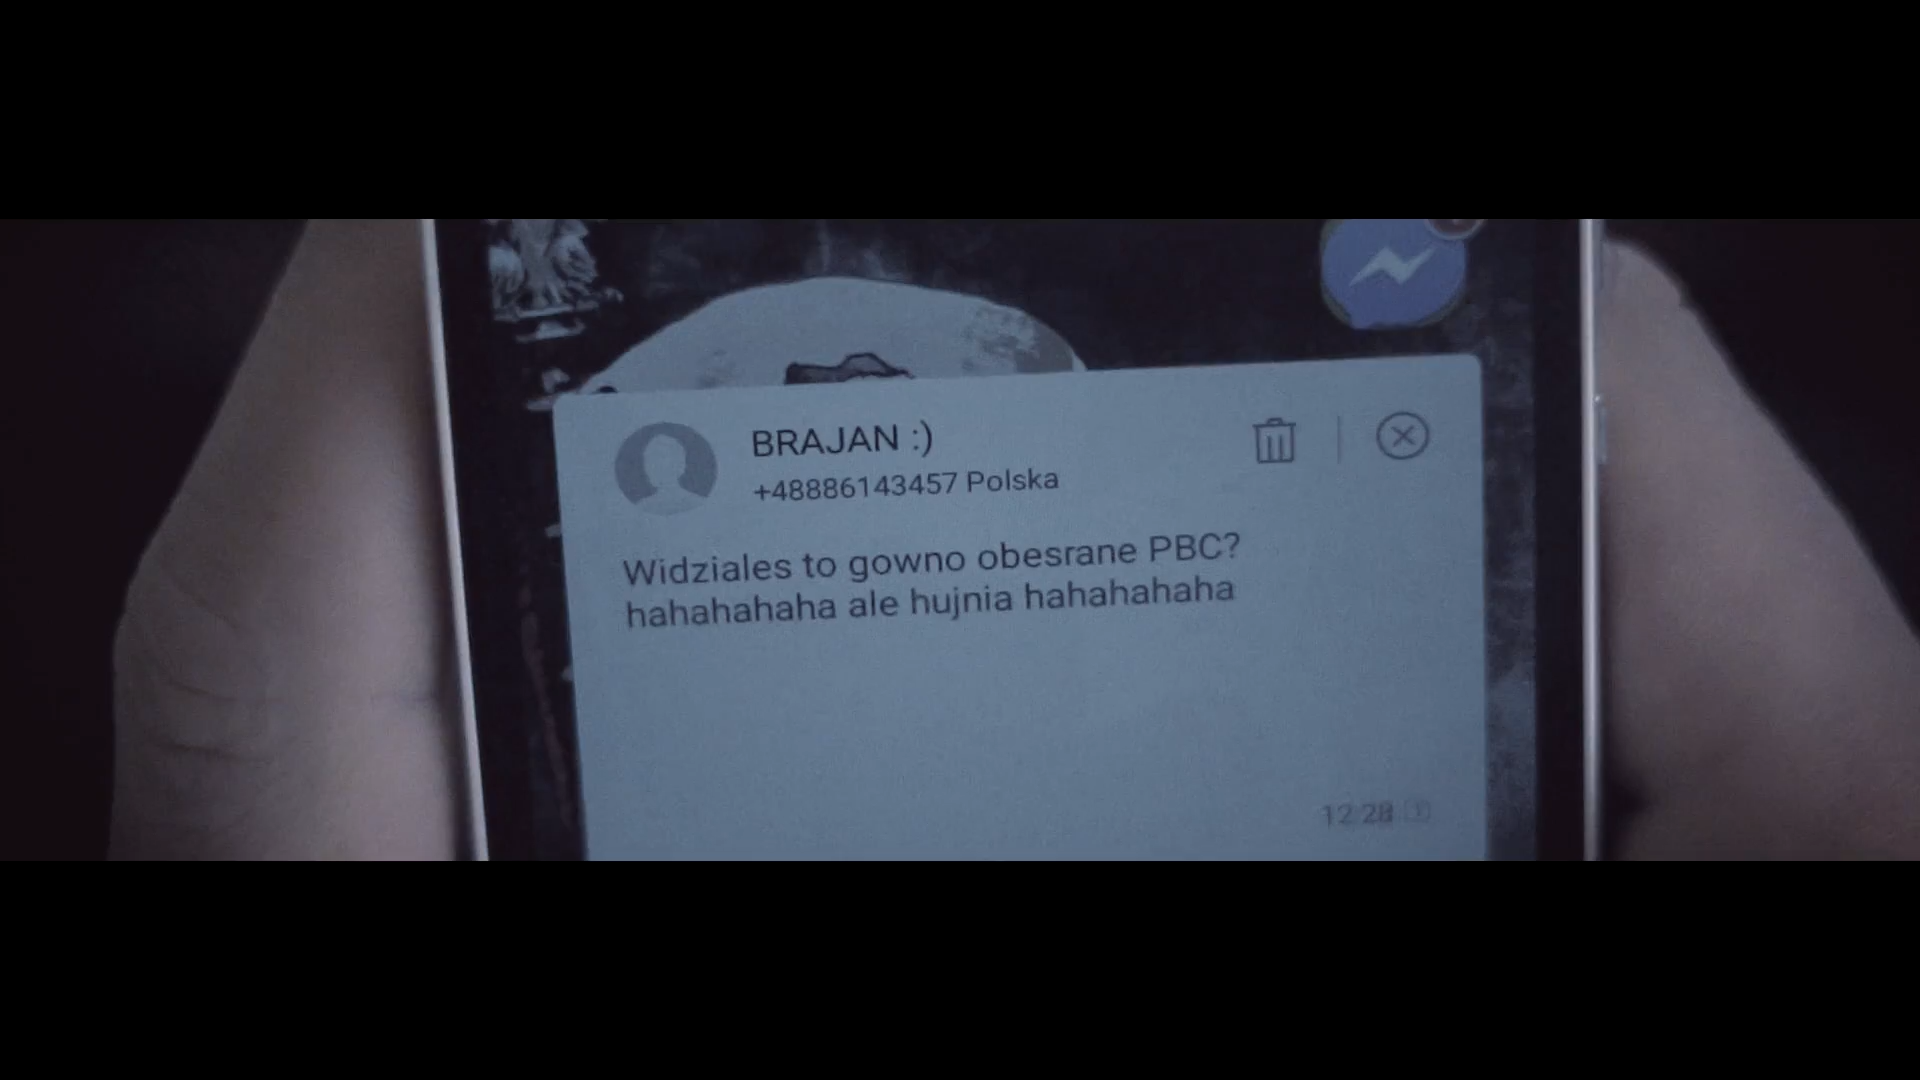 BRAJAN :)
+48886143457 Polska
Widziales to gowno obesrane PBC?
hahahahaha ale hujnia hahahahaha
12:28